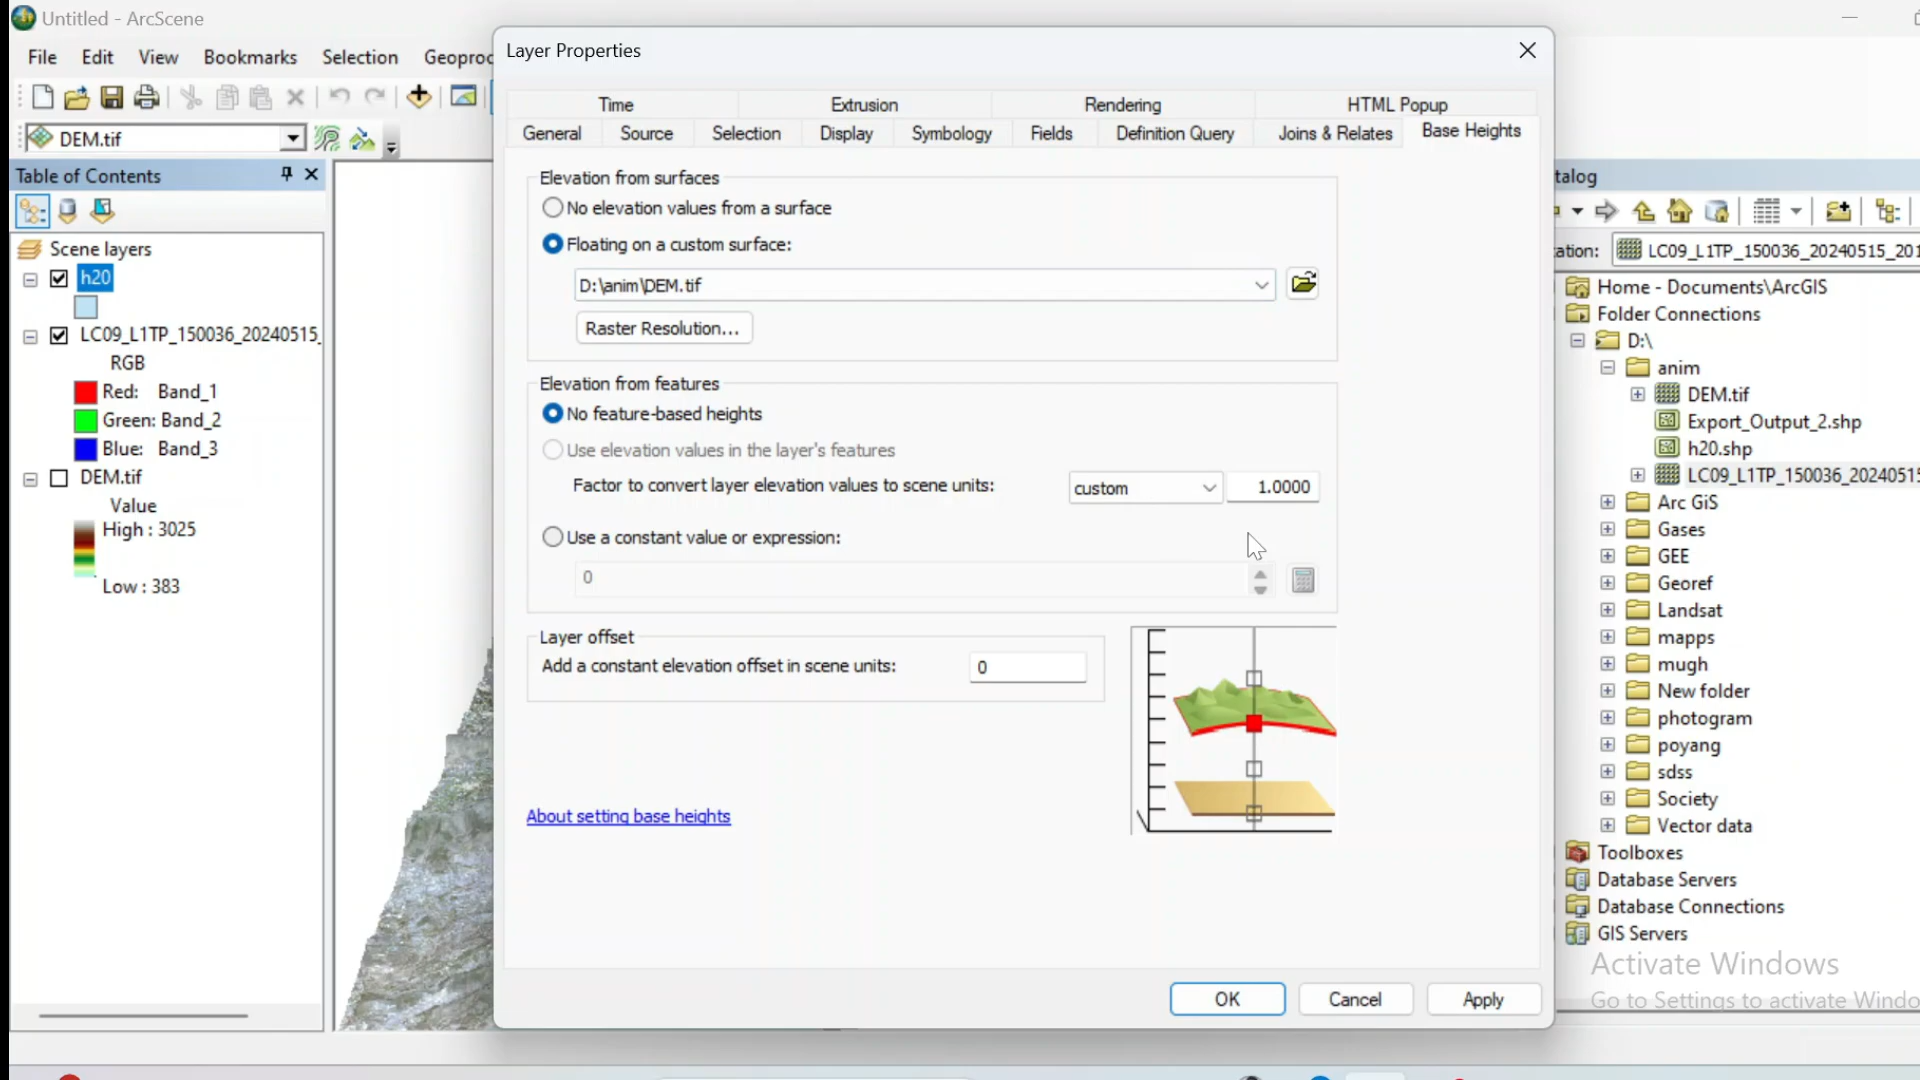 Untitled - ArcScene
File Edit View Bookmarks Selection Geoproc
DEM.tif
Table of Contents
Scene layers
h20
LC09_L1TP_150036_20240515_
RGB
Red: Band_1
Green: Band_2
Blue: Band_3
DEM.tif
Value
High : 3025
Low : 383
Layer Properties
Time Extrusion Rendering HTML Popup
General Source Selection Display Symbology Fields Definition Query Joins & Relates Base Heights
Elevation from surfaces
No elevation values from a surface
Floating on a custom surface:
D:\anim\DEM.tif
Raster Resolution...
Elevation from features
No feature-based heights
Use elevation values in the layer's features
Factor to convert layer elevation values to scene units: custom 1.0000
Use a constant value or expression:
0
Layer offset
Add a constant elevation offset in scene units: 0
About setting base heights
OK Cancel Apply
talog
ation: LC09_L1TP_150036_20240515_201
Home - Documents\ArcGIS
Folder Connections
D:\
anim
DEM.tif
Export_Output_2.shp
h20.shp
LC09_L1TP_150036_20240515
Arc GiS
Gases
GEE
Georef
Landsat
mapps
mugh
New folder
photogram
poyang
sdss
Society
Vector data
Toolboxes
Database Servers
Database Connections
GIS Servers
Activate Windows
Go to Settings to activate Windo